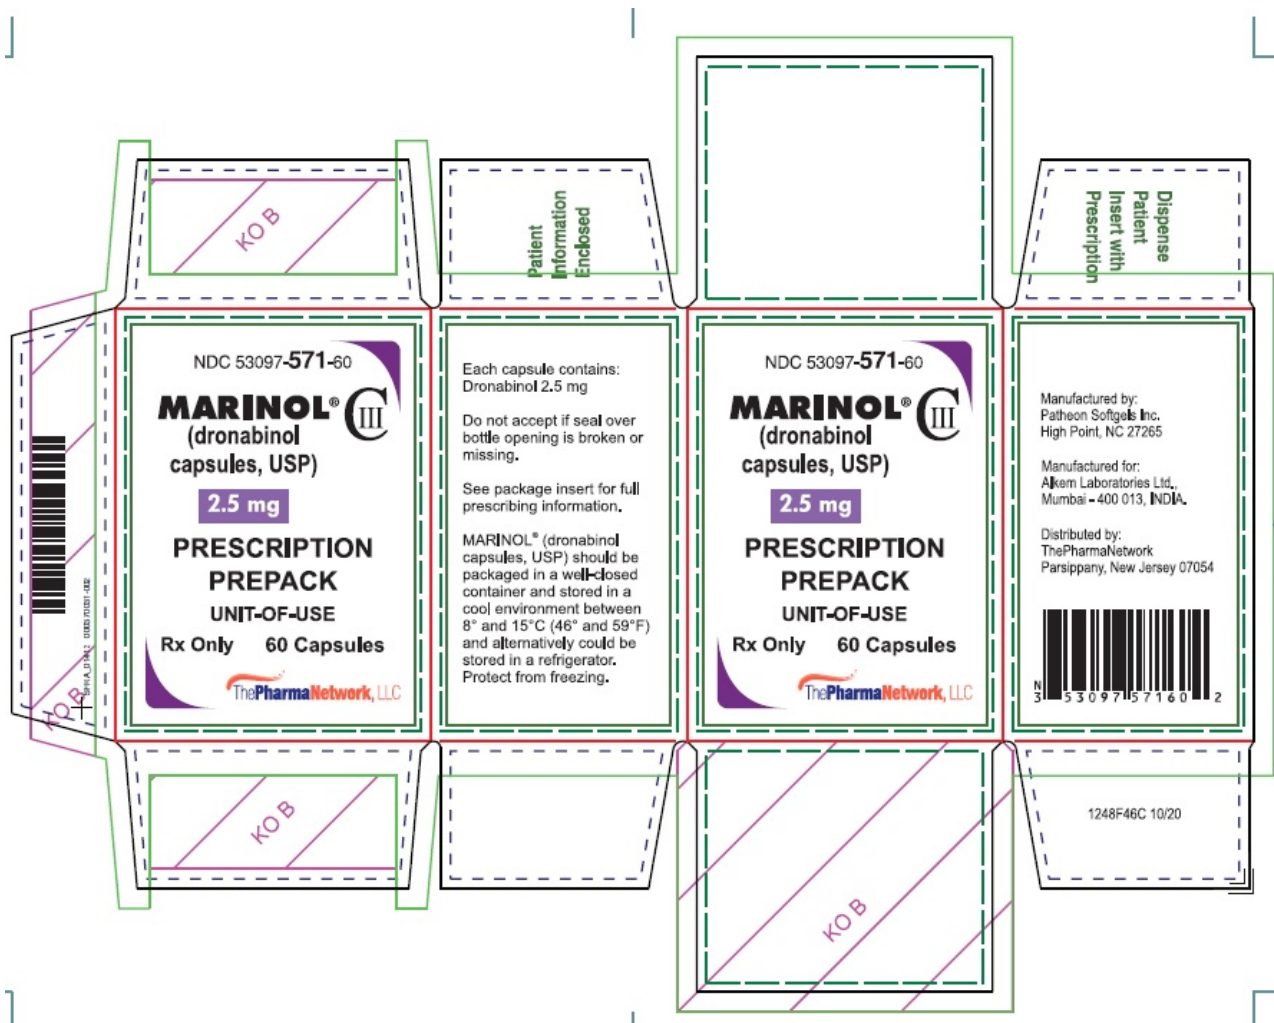 KO B
Patient
Information
Enclosed
Dispense
Patient
Insert with
Prescription
NDC 53097-571-60
MARINOL® CIII
(dronabinol
capsules, USP)
2.5 mg
PRESCRIPTION
PREPACK
UNIT-OF-USE
Rx Only 60 Capsules
ThePharmaNetwork, LLC
Each capsule contains:
Dronabinol 2.5 mg
Do not accept if seal over
bottle opening is broken or
missing.
See package insert for full
prescribing information.
MARINOL® (dronabinol
capsules, USP) should be
packaged in a well-closed
container and stored in a
cool environment between
8° and 15°C (46° and 59°F)
and alternatively could be
stored in a refrigerator.
Protect from freezing.
NDC 53097-571-60
MARINOL® CIII
(dronabinol
capsules, USP)
2.5 mg
PRESCRIPTION
PREPACK
UNIT-OF-USE
Rx Only 60 Capsules
ThePharmaNetwork, LLC
Manufactured by:
Patheon Softgels Inc.
High Point, NC 27265
Manufactured for:
Alkem Laboratories Ltd.,
Mumbai - 400 013, INDIA.
Distributed by:
ThePharmaNetwork
Parsippany, New Jersey 07054
N
3 53097 57160 2
KO B
KO B
KO B
1248F46C 10/20